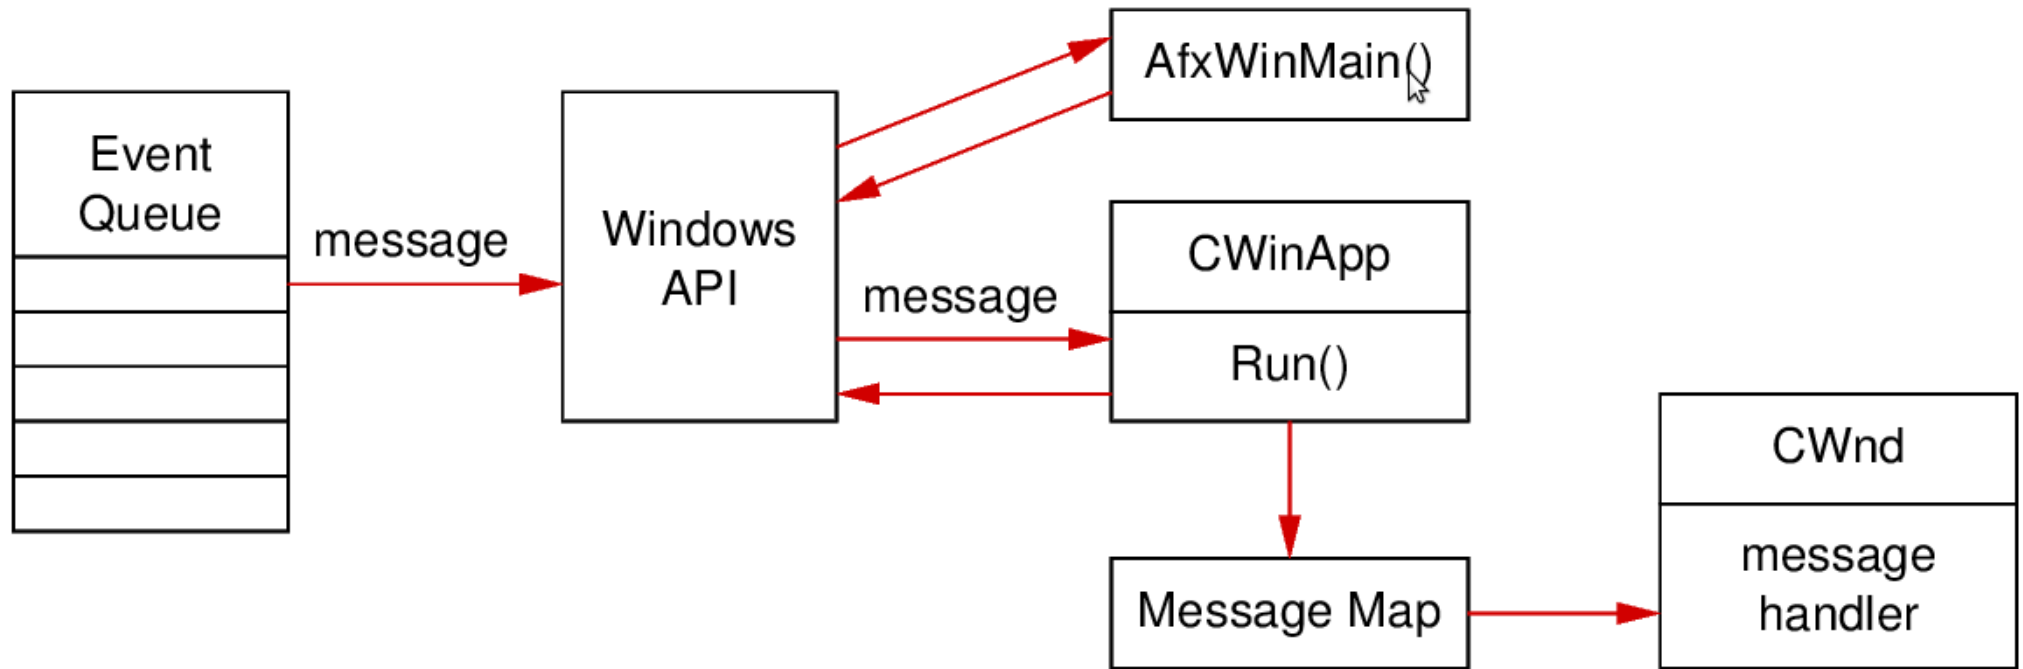 Event
Queue
message
Windows
API
AfxWinMain()
message
CWinApp
Run()
Message Map
CWnd
message
handler